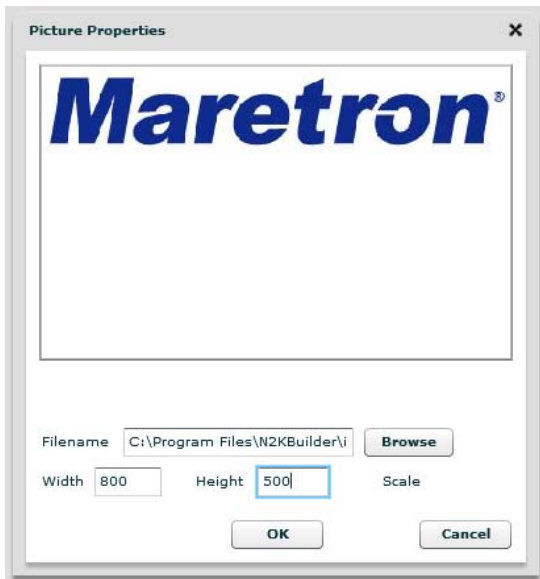 Picture Properties
Maretron®
Filename C:\Program Files\N2KBuilder\i Browse
Width 800 Height 500 Scale
OK Cancel